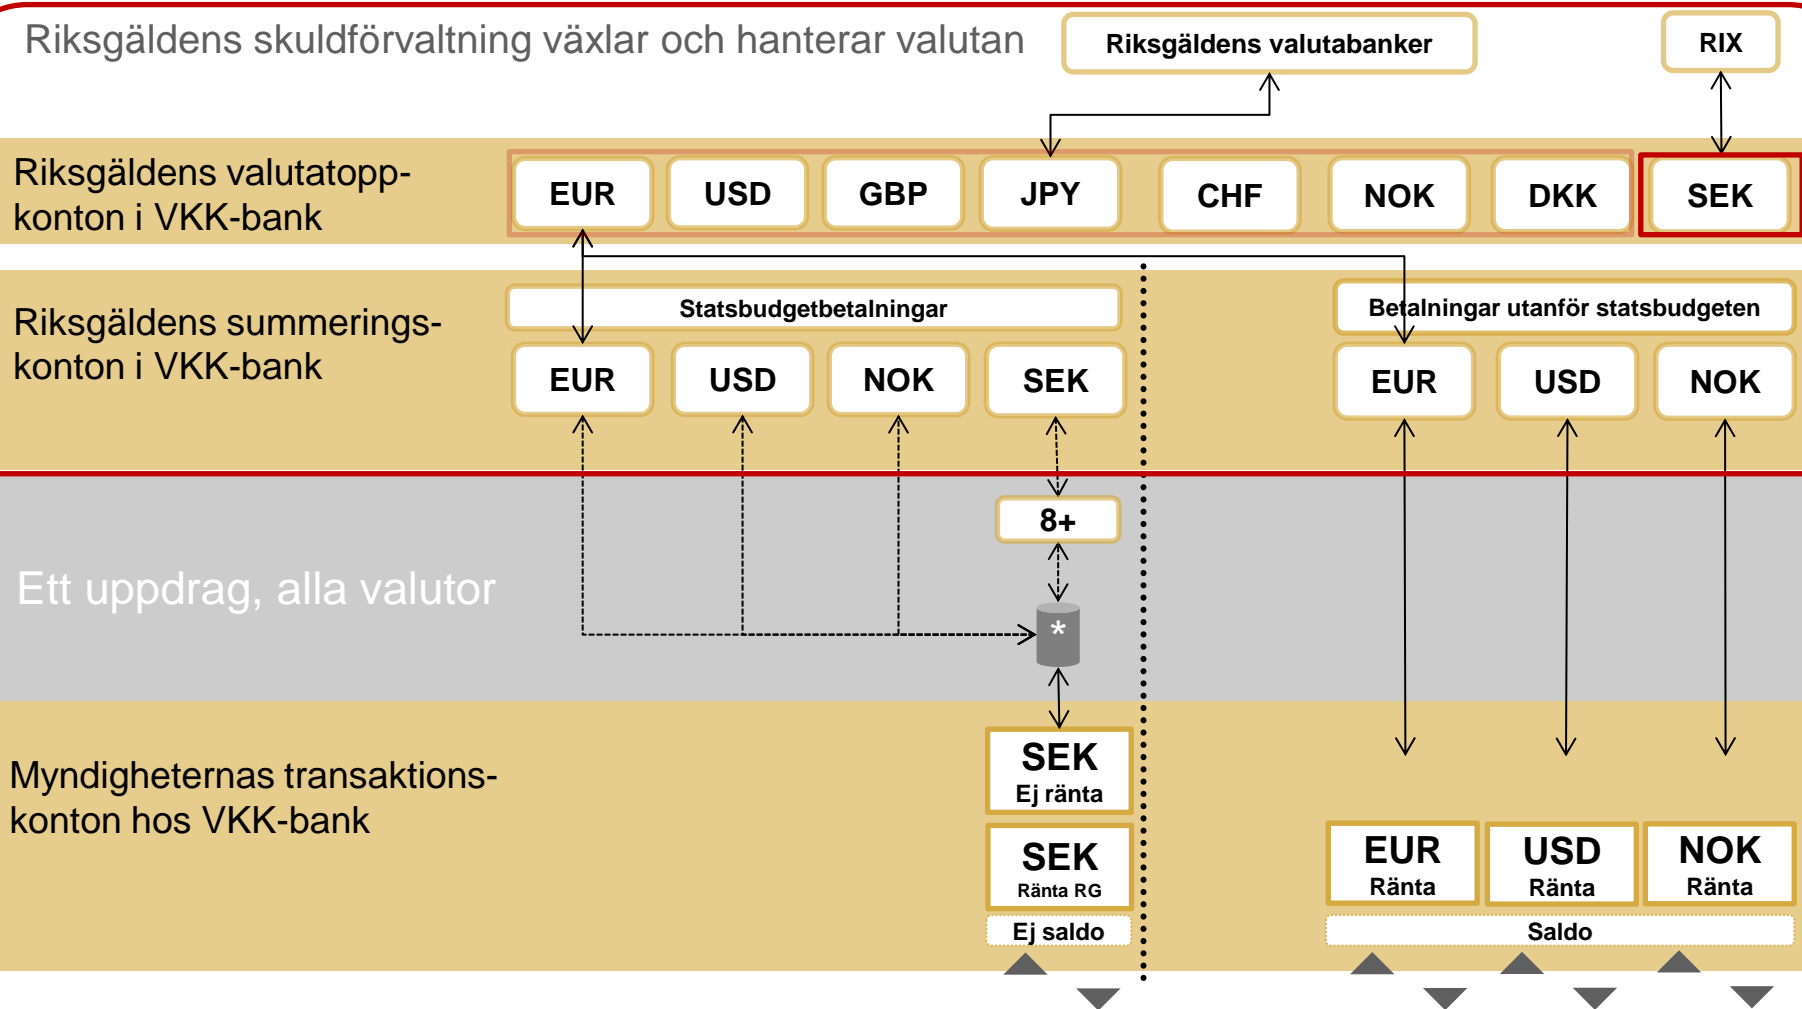 Riksgäldens skuldförvaltning växlar och hanterar valutan
Riksgäldens valutabanker
RIX
Riksgäldens valutatopp-
konton i VKK-bank
EUR USD GBP JPY CHF NOK DKK SEK
Riksgäldens summerings-
konton i VKK-bank
Statsbudgetbetalningar
Betalningar utanför statsbudgeten
EUR USD NOK SEK
EUR USD NOK
8+
Ett uppdrag, alla valutor
*
Myndigheternas transaktions-
konton hos VKK-bank
SEK
Ej ränta
SEK
Ränta RG
Ej saldo
EUR
Ränta
USD
Ränta
NOK
Ränta
Saldo